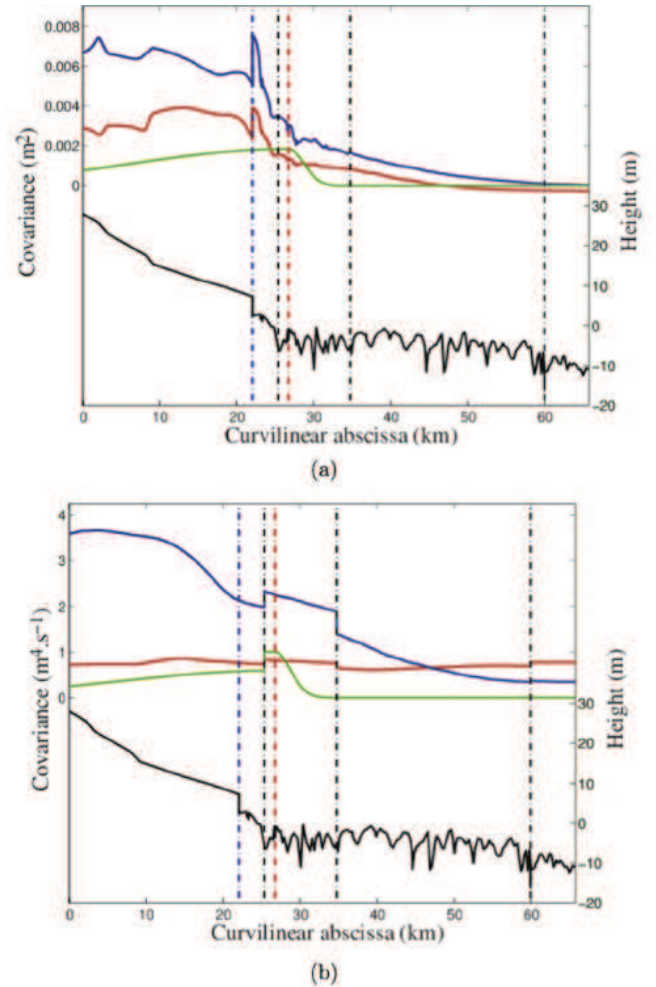 0.008
0.006
0.004
0.002
0
Covariance (m²)
30
20
10
0
−10
−20
Height (m)
0 10 20 30 40 50 60
Curvilinear abscissa (km)
(a)
4
3
2
1
0
Covariance (m⁴.s⁻¹)
30
20
10
0
−10
−20
Height (m)
0 10 20 30 40 50 60
Curvilinear abscissa (km)
(b)